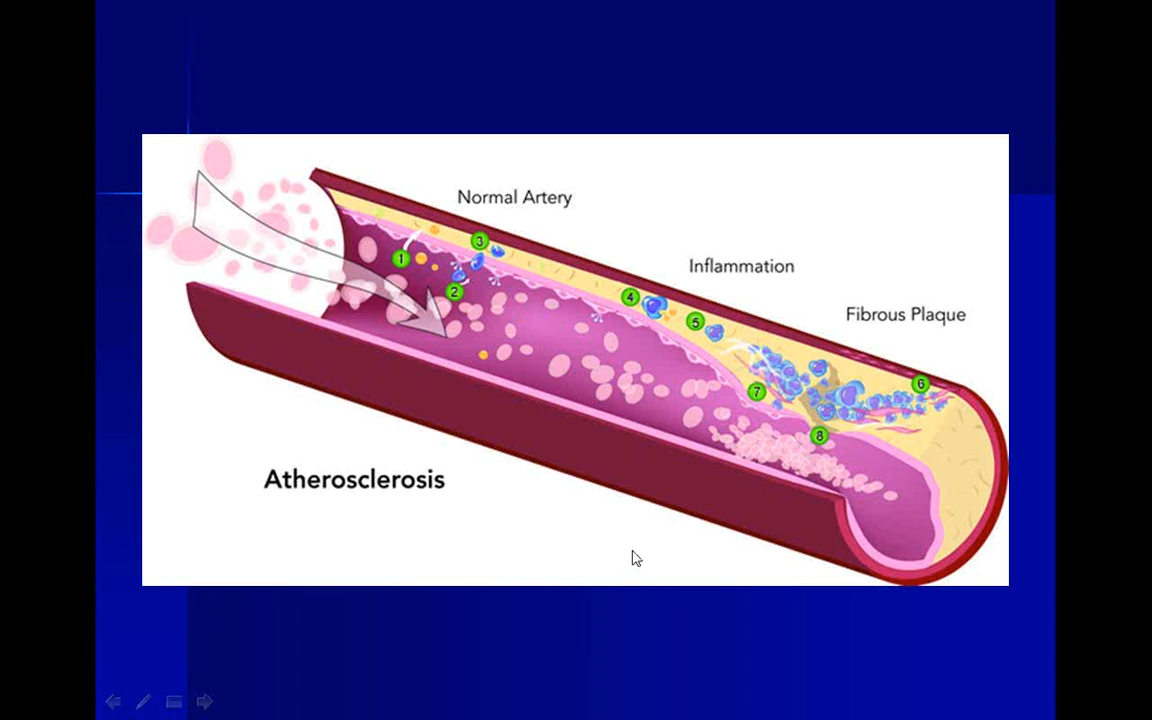 Normal Artery
3
1
Inflammation
2
4
5
Fibrous Plaque
6
7
8
Atherosclerosis